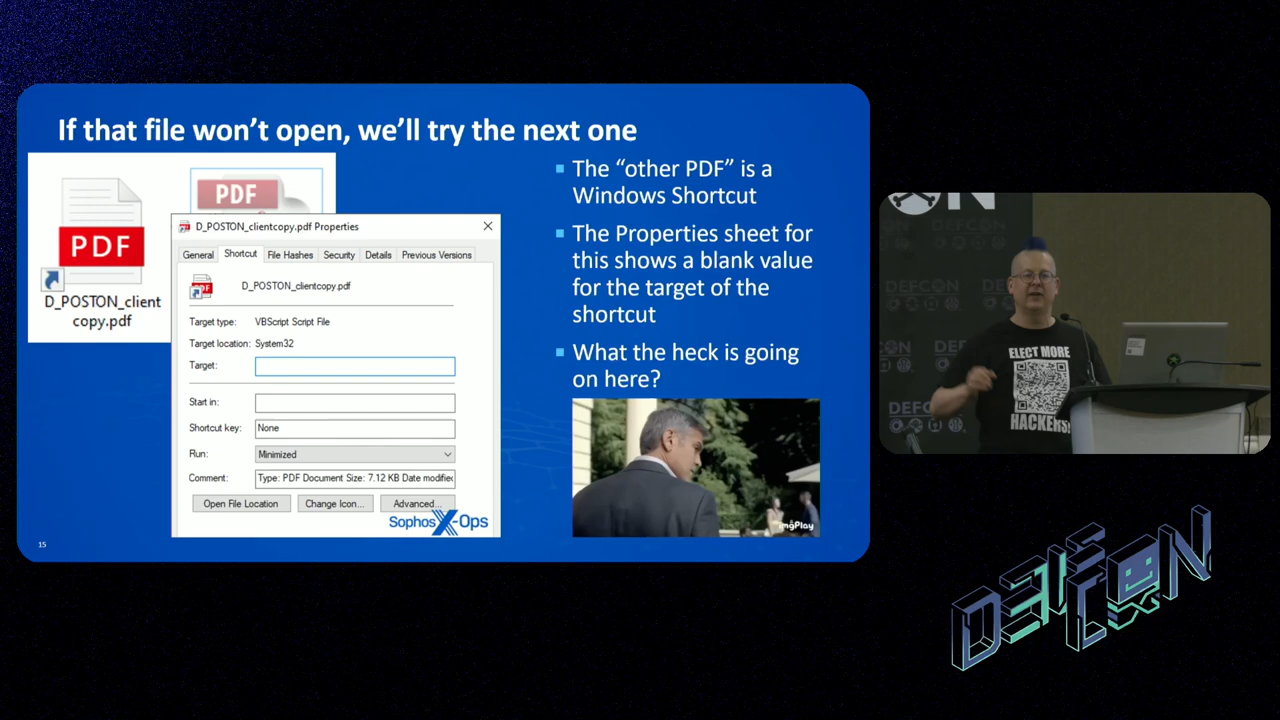 If that file won't open, we'll try the next one
PDF
D_POSTON_client
copy.pdf
PDF
D_POSTON_clientcopy.pdf Properties
General
Shortcut
File Hashes
Security
Details
Previous Versions
D_POSTON_clientcopy.pdf
Target type: VBScript Script File
Target location: System32
Target:
Start in:
Shortcut key: None
Run: Minimized
Comment: Type: PDF Document Size: 7.12 KB Date modified
Open File Location
Change Icon...
Advanced...
Sophos X-Ops
15
The “other PDF” is a
Windows Shortcut
The Properties sheet for
this shows a blank value
for the target of the
shortcut
What the heck is going
on here?
imgPlay
DEFCON
ELECT MORE
HACKERS!
DEFCON